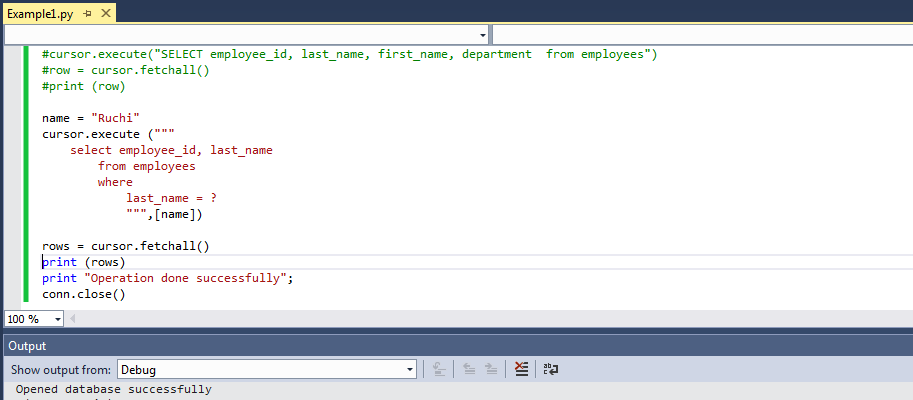 Example1.py
#cursor.execute("SELECT employee_id, last_name, first_name, department  from employees")
#row = cursor.fetchall()
#print (row)
name = "Ruchi"
cursor.execute ("""
select employee_id, last_name
from employees
where
last_name = ?
""",[name])
rows = cursor.fetchall()
print (rows)
print "Operation done successfully";
conn.close()
100 %
Output
Show output from: Debug
Opened database successfully